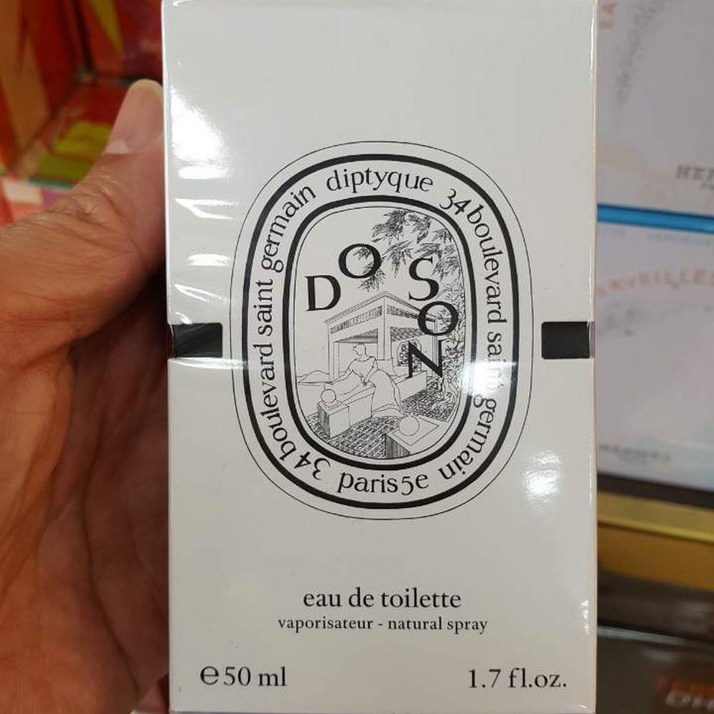 diptyque 34 boulevard saint germain paris 5e 34 boulevard saint germain
DO SON
eau de toilette
vaporisateur - natural spray
e 50 ml
1.7 fl.oz.